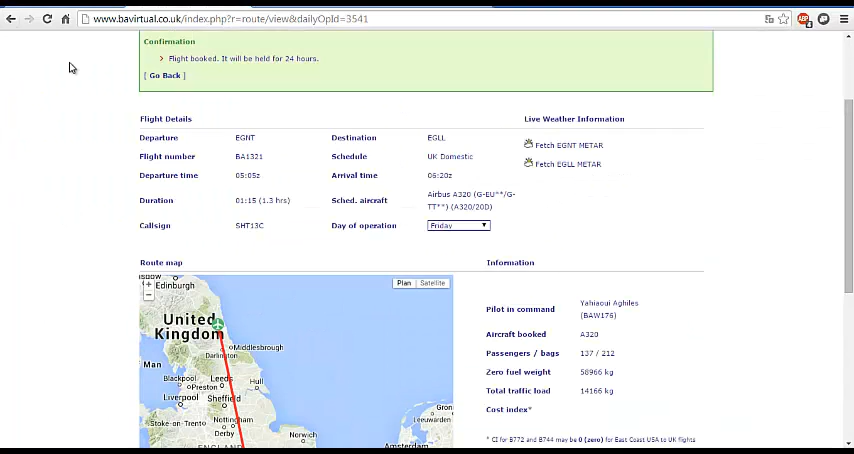 www.bavirtual.co.uk/index.php?r=route/view&dailyOpId=3541
Confirmation
Flight booked. It will be held for 24 hours.
[ Go Back ]
Flight Details
Live Weather Information
Departure EGNT Destination EGLL
Fetch EGNT METAR
Flight number BA1321 Schedule UK Domestic
Fetch EGLL METAR
Departure time 05:05z Arrival time 06:20z
Duration 01:15 (1.3 hrs) Sched. aircraft Airbus A320 (G-EU**/G-
TT**) (A320/20D)
Callsign SHT13C Day of operation Friday
Route map
Information
Plan Satellite
Edinburgh
United
Kingdom
Middlesbrough
Darlington
Man
Blackpool
Preston
Leeds
Hull
Liverpool
Sheffield
Stoke-on-Trent
Nottingham
Derby
Norwich
ENGLAND
Gron
Leeuwarden
Amsterdam
Pilot in command Yahiaoui Aghiles
(BAW176)
Aircraft booked A320
Passengers / bags 137 / 212
Zero fuel weight 58966 kg
Total traffic load 14166 kg
Cost index*
* CI for B772 and B744 may be 0 (zero) for East Coast USA to UK flights